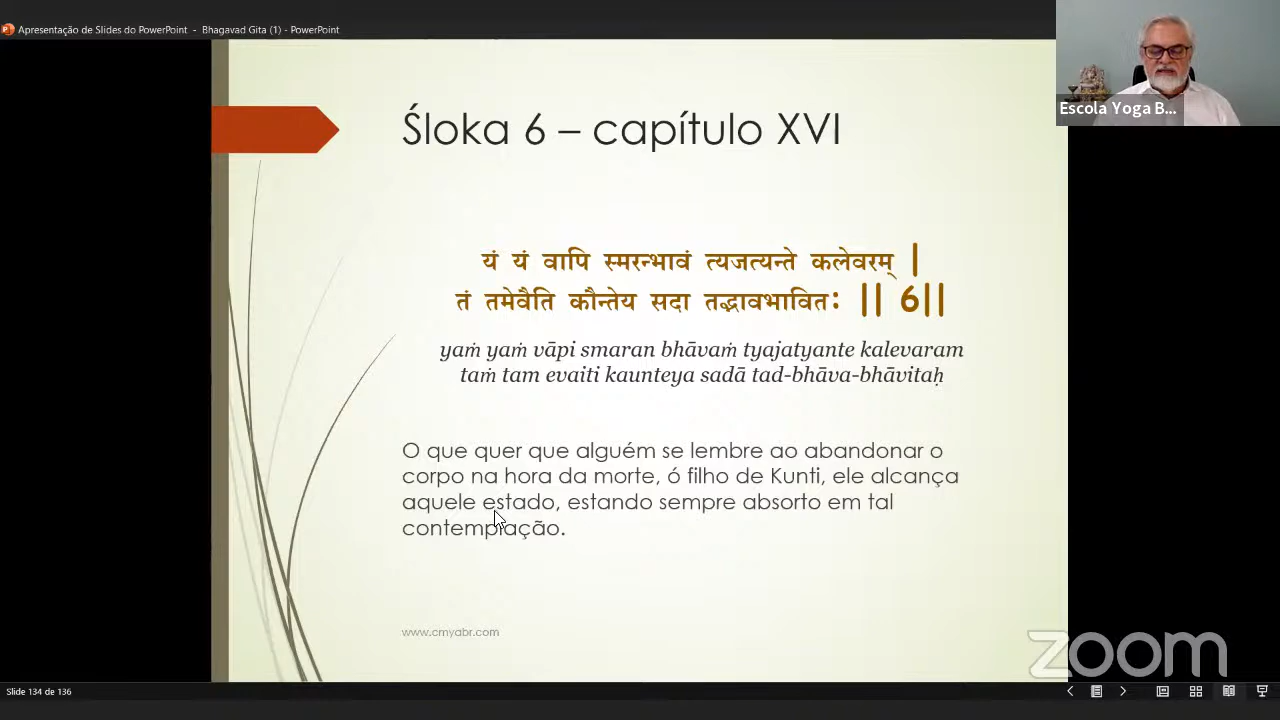 Apresentação de Slides do PowerPoint - Bhagavad Gita (1) - PowerPoint
Escola Yoga B...
Śloka 6 – capítulo XVI
यं यं वापि स्मरन्भावं त्यजत्यन्ते कलेवरम् |
तं तमेवैति कौन्तेय सदा तद्भावभावित: || 6||
yaṁ yaṁ vāpi smaran bhāvaṁ tyajatyante kalevaram
taṁ tam evaiti kaunteya sadā tad-bhāva-bhāvitaḥ
O que quer que alguém se lembre ao abandonar o
corpo na hora da morte, ó filho de Kunti, ele alcança
aquele estado, estando sempre absorto em tal
contemplação.
www.cmyabr.com
zoom
Slide 134 de 136